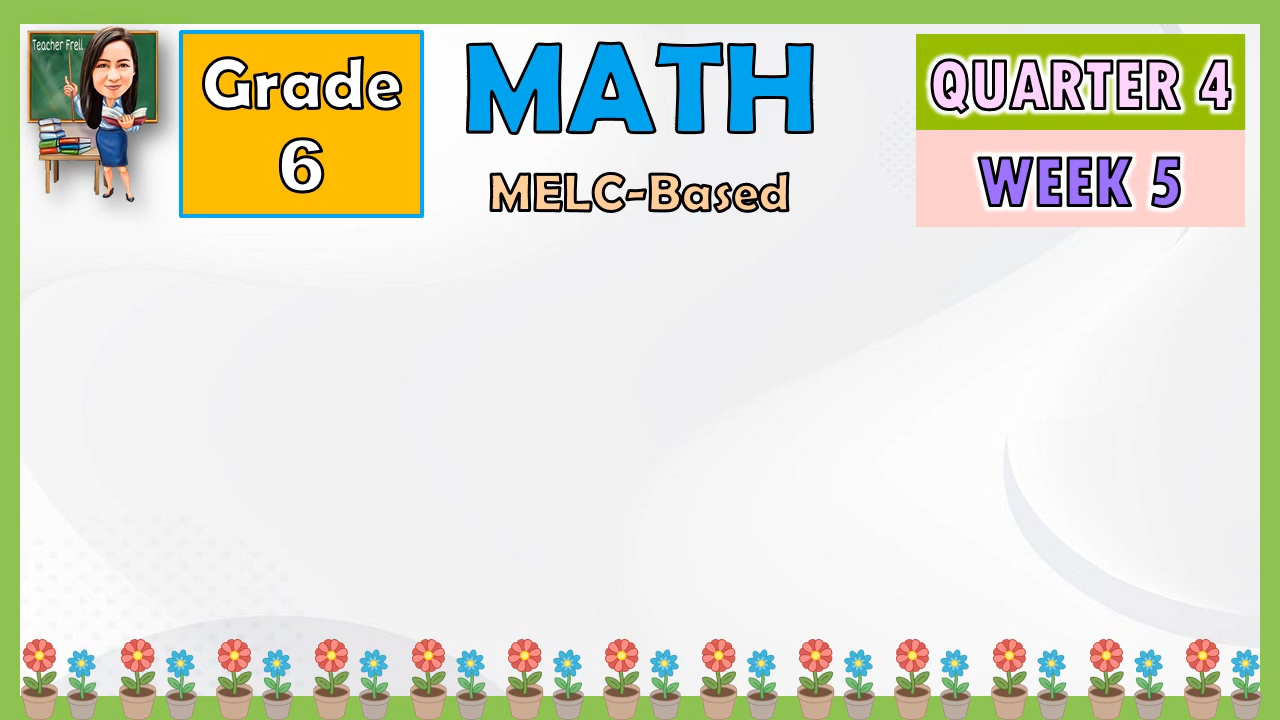 Teacher Frell
Grade
6
MATH
MELC-Based
QUARTER 4
WEEK 5